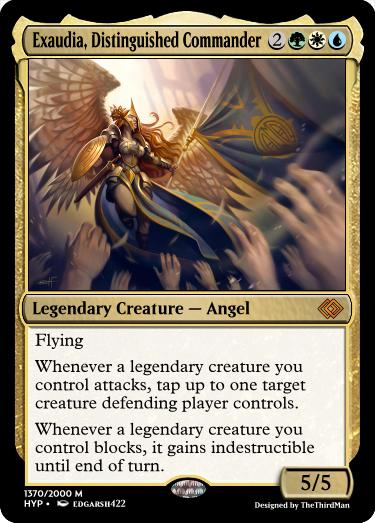 Exaudia, Distinguished Commander 2
Legendary Creature — Angel
Flying
Whenever a legendary creature you
control attacks, tap up to one target
creature defending player controls.
Whenever a legendary creature you
control blocks, it gains indestructible
until end of turn.
5/5
1370/2000 M
HYP • EDGARSH422
Designed by TheThirdMan